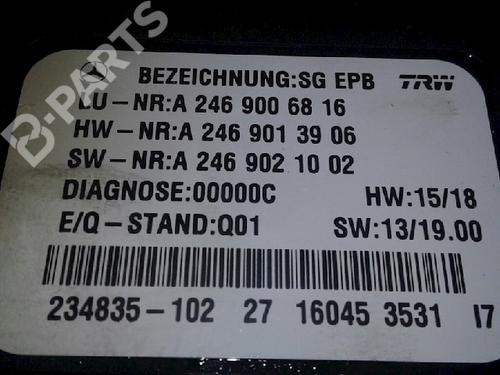 B-PARTS
BEZEICHNUNG:SG EPB TRW
LU-NR:A 246 900 68 16
HW-NR:A 246 901 39 06
SW-NR:A 246 902 10 02
DIAGNOSE:00000C HW:15/18
E/Q-STAND:Q01 SW:13/19.00
234835-102 27 16045 3531 I7